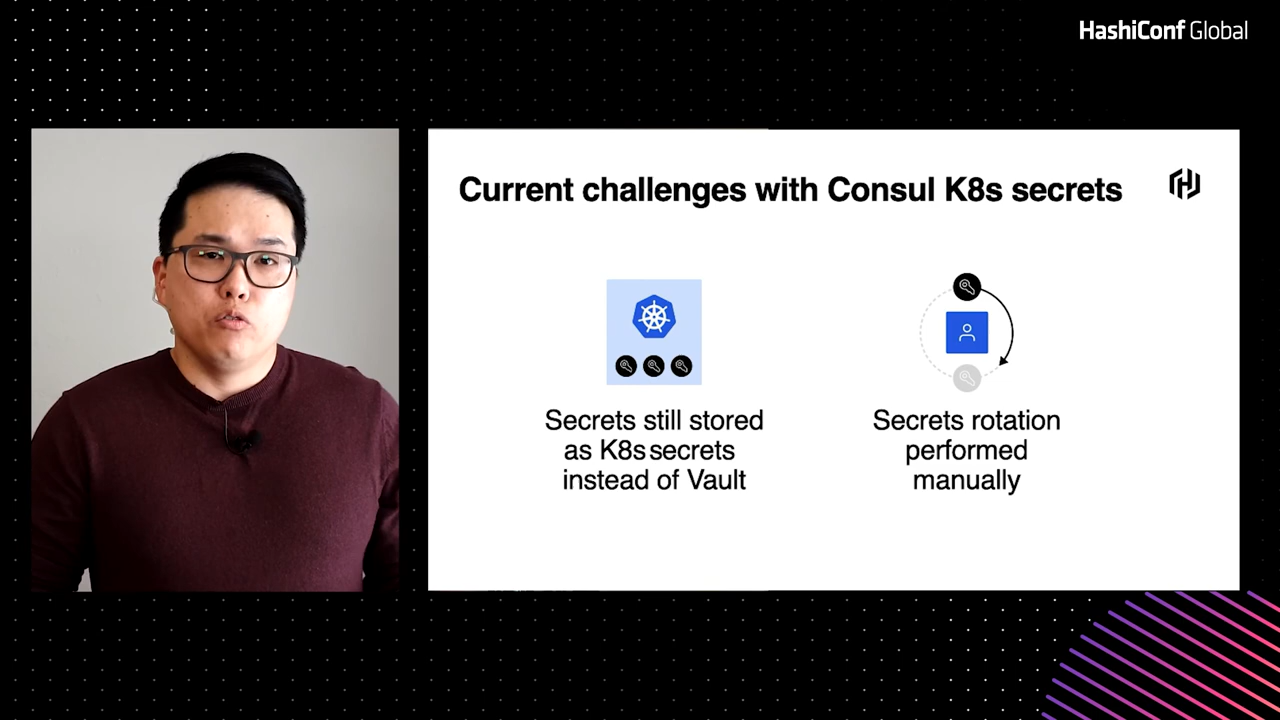 HashiConf Global
Current challenges with Consul K8s secrets
Secrets still stored
as K8s secrets
instead of Vault
Secrets rotation
performed
manually